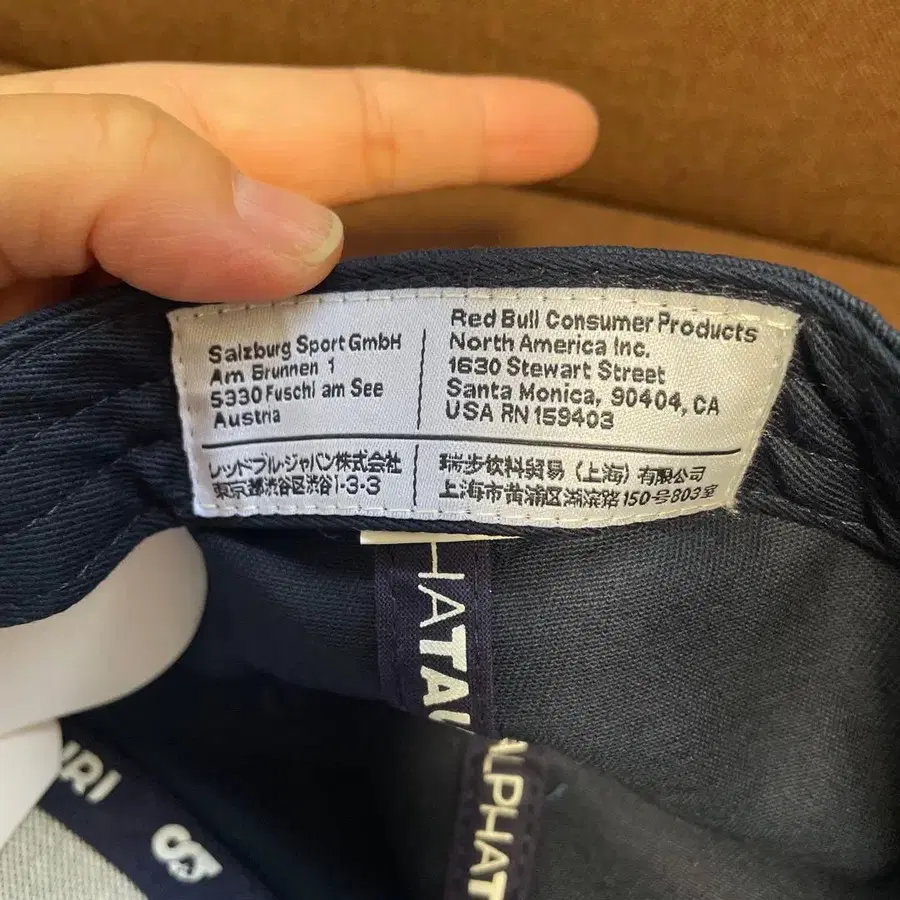 Salzburg Sport GmbH
Am Brunnen 1
5330 Fuschl am See
Austria
Red Bull Consumer Products
North America Inc.
1630 Stewart Street
Santa Monica, 90404, CA
USA RN 159403
レッドブル・ジャパン株式会社
東京都渋谷区渋谷1-3-3
瑞步饮料贸易（上海）有限公司
上海市黄浦区湖滨路150号803室
HATAU
ALPHAT
URI